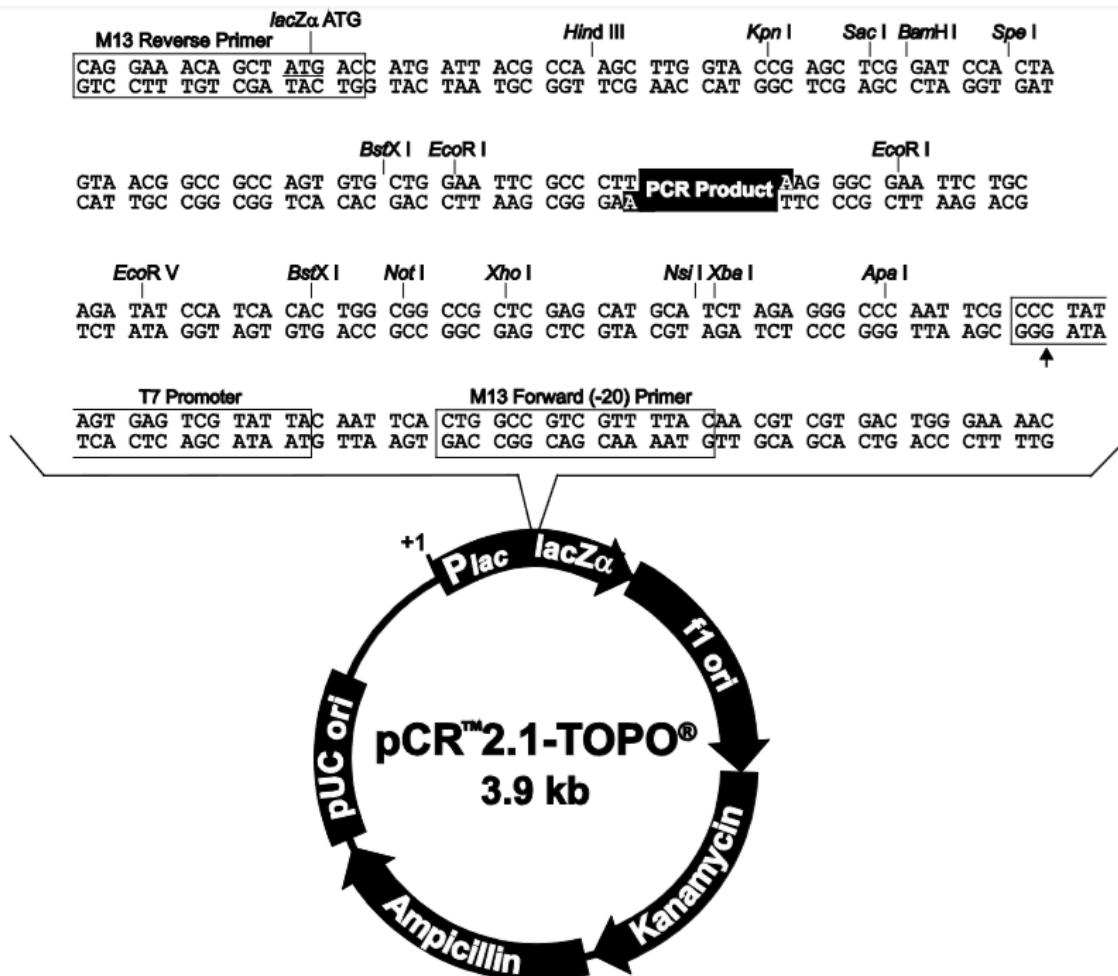 lacZα ATG
M13 Reverse Primer
Hind III Kpn I Sac I BamH I Spe I
CAG GAA ACA GCT ATG ACC ATG ATT ACG CCA AGC TTG GTA CCG AGC TCG GAT CCA CTA
GTC CTT TGT CGA TAC TGG TAC TAA TGC GGT TCG AAC CAT GGC TCG AGC CTA GGT GAT
BstX I EcoR I EcoR I
GTA ACG GCC GCC AGT GTG CTG GAA TTC GCC CTT PCR Product AAG GGC GAA TTC TGC
CAT TGC CGG CGG TCA CAC GAC CTT AAG CGG GAA TTC CCG CTT AAG ACG
EcoR V BstX I Not I Xho I Nsi I Xba I Apa I
AGA TAT CCA TCA CAC TGG CGG CCG CTC GAG CAT GCA TCT AGA GGG CCC AAT TCG CCC TAT
TCT ATA GGT AGT GTG ACC GCC GGC GAG CTC GTA CGT AGA TCT CCC GGG TTA AGC GGG ATA
T7 Promoter M13 Forward (-20) Primer
AGT GAG TCG TAT TAC AAT TCA CTG GCC GTC GTT TTA CAA CGT CGT GAC TGG GAA AAC
TCA CTC AGC ATA ATG TTA AGT GAC CGG CAG CAA AAT GTT GCA GCA CTG ACC CTT TTG
+1
Plac lacZα
f1 ori
pUC ori
pCR™2.1-TOPO®
3.9 kb
Kanamycin
Ampicillin